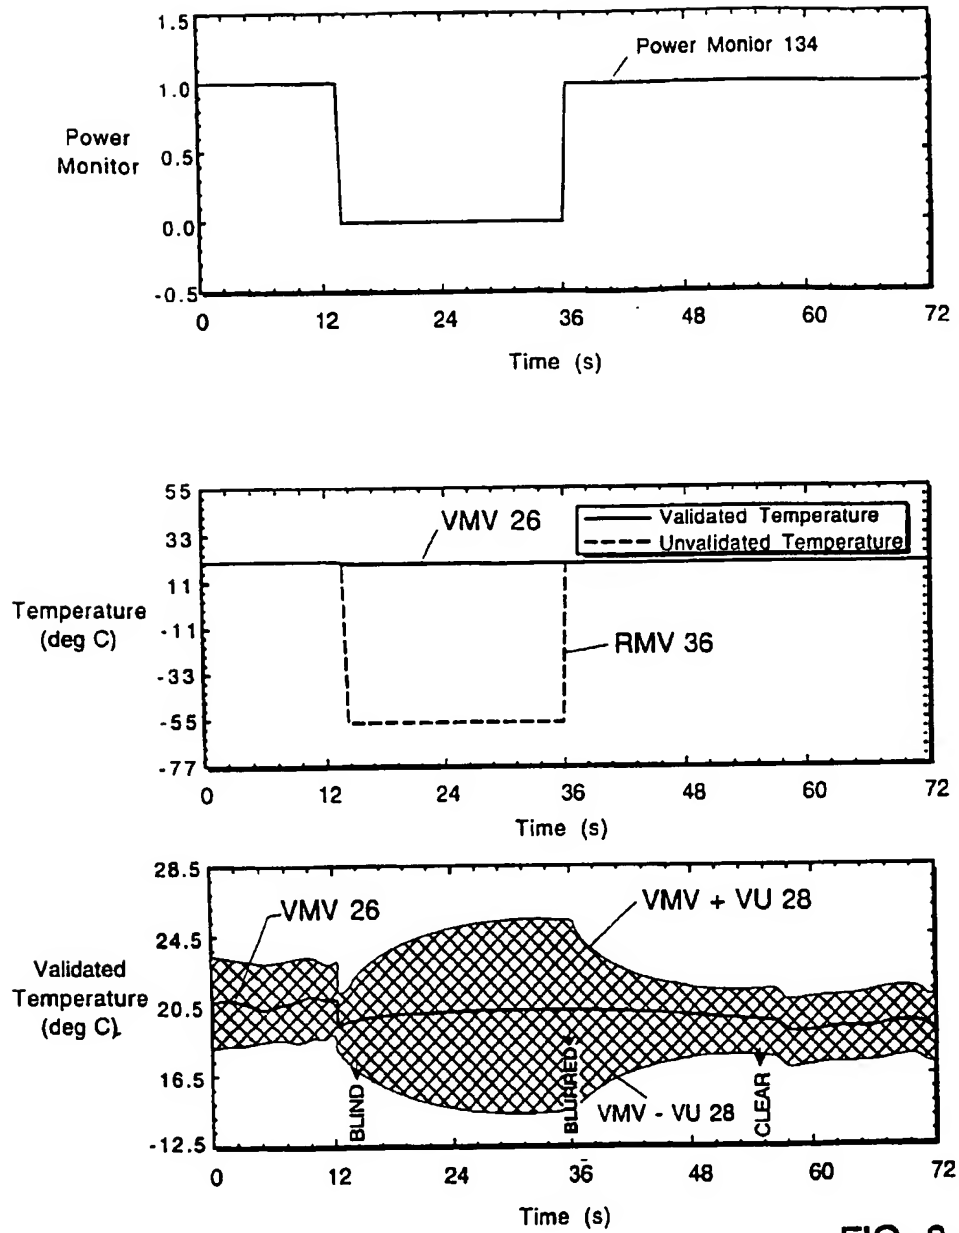 1.5
1.0
0.5
0.0
-0.5
Power
Monitor
Power Monior 134
0 12 24 36 48 60 72
Time (s)
55
33
11
-11
-33
-55
-77
Temperature
(deg C)
VMV 26
Validated Temperature
Unvalidated Temperature
RMV 36
0 12 24 36 48 60 72
Time (s)
28.5
24.5
20.5
16.5
-12.5
Validated
Temperature
(deg C)
VMV 26
VMV + VU 28
BLIND
BLURRED
VMV - VU 28
CLEAR
0 12 24 36 48 60 72
Time (s)